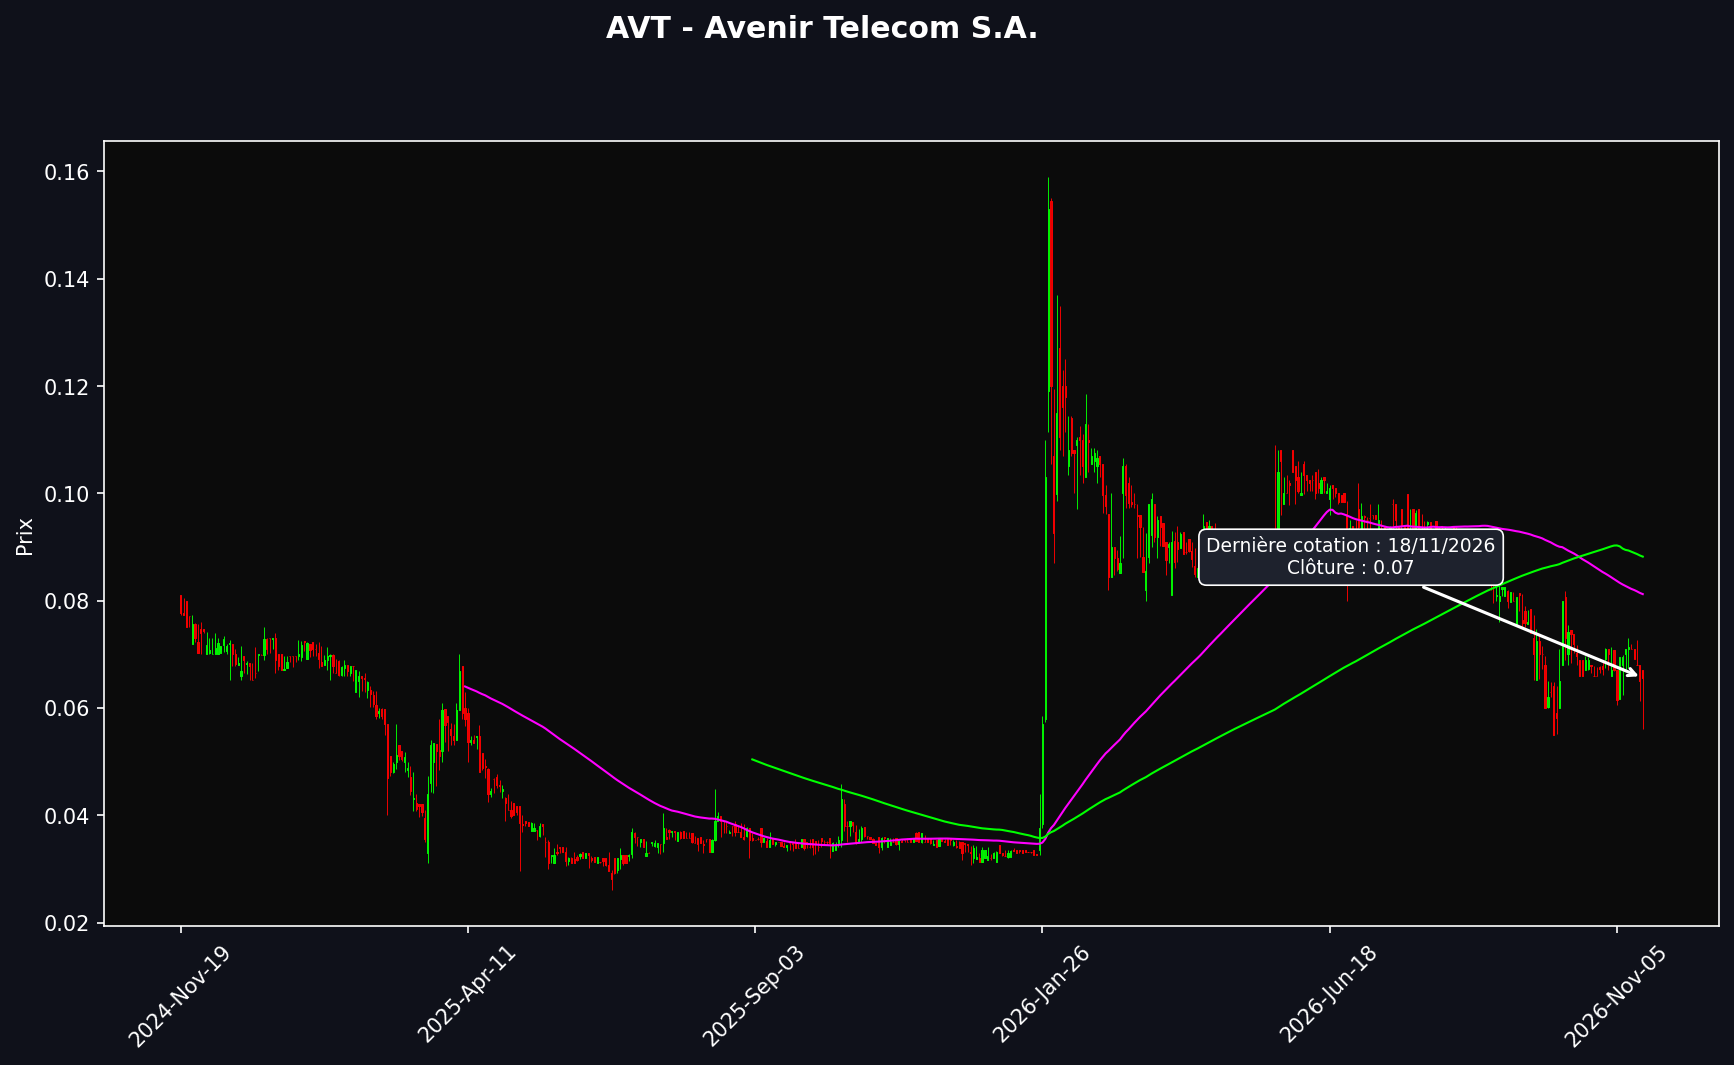 AVT - Avenir Telecom S.A.
Prix
0.16
0.14
0.12
0.10
0.08
0.06
0.04
0.02
Dernière cotation : 18/11/2026
Clôture : 0.07
2024-Nov-19
2025-Apr-11
2025-Sep-03
2026-Jan-26
2026-Jun-18
2026-Nov-05